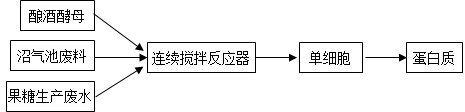 酿酒酵母
沼气池废料
果糖生产废水
连续搅拌反应器
单细胞
蛋白质